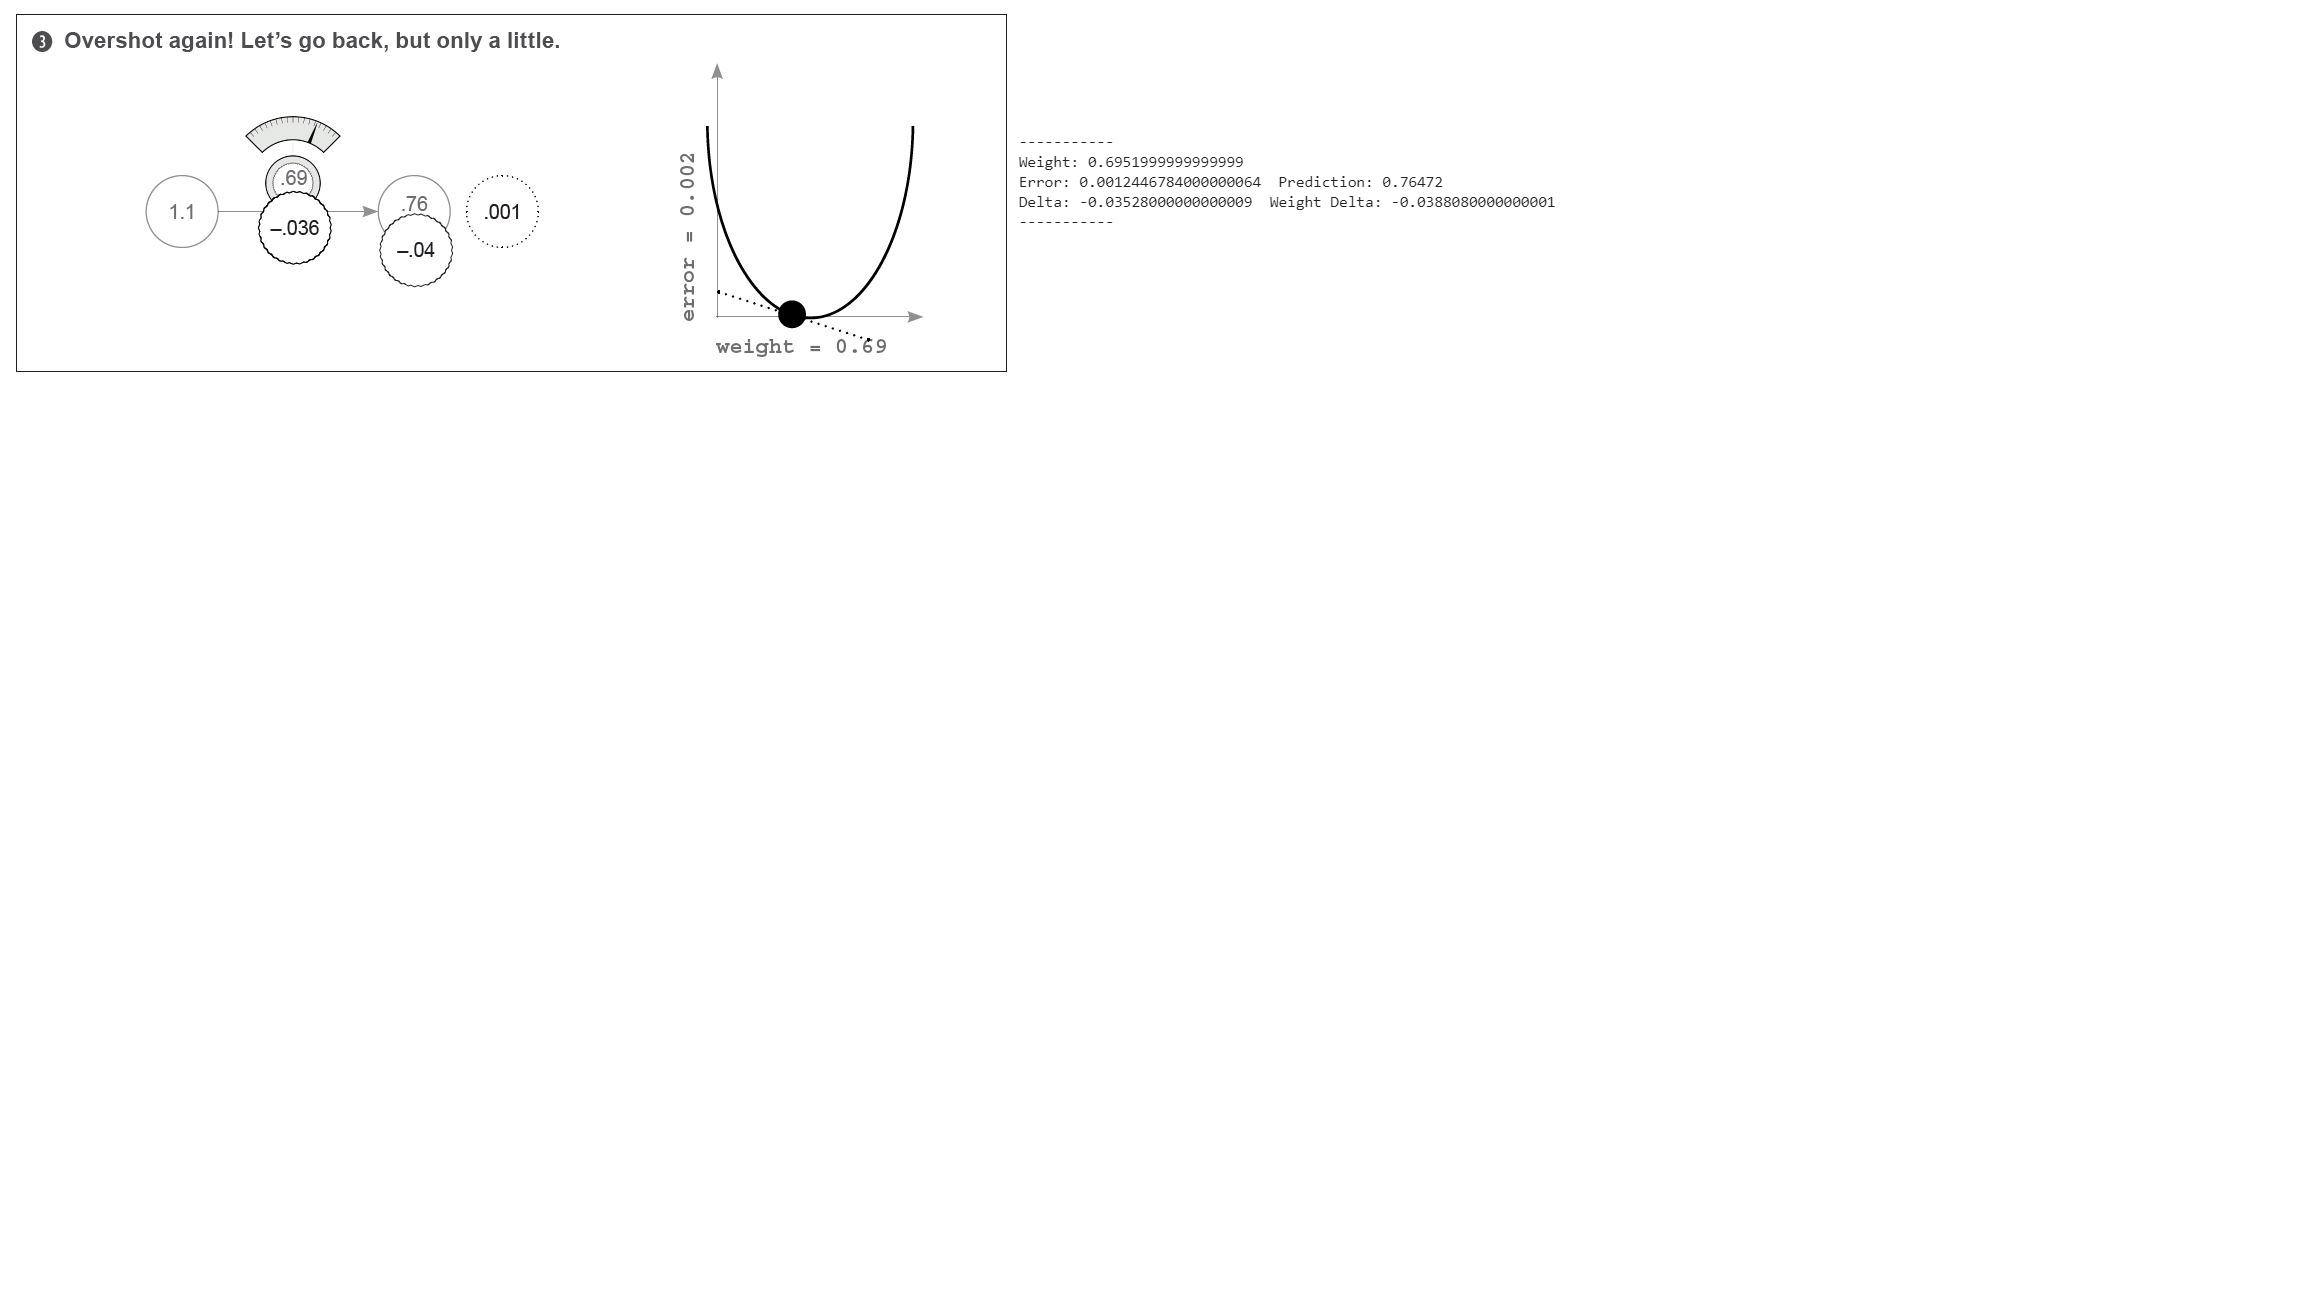 3 Overshot again! Let’s go back, but only a little.
1.1
.69
–.036
.76
–.04
.001
error = 0.002
weight = 0.69
-----------
Weight: 0.6951999999999999
Error: 0.0012446784000000064  Prediction: 0.76472
Delta: -0.03528000000000009  Weight Delta: -0.0388080000000001
-----------